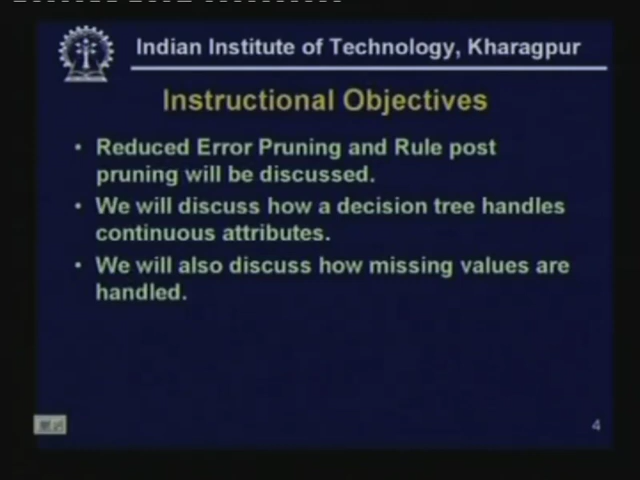 Indian Institute of Technology, Kharagpur
Instructional Objectives
• Reduced Error Pruning and Rule post
pruning will be discussed.
• We will discuss how a decision tree handles
continuous attributes.
• We will also discuss how missing values are
handled.
4